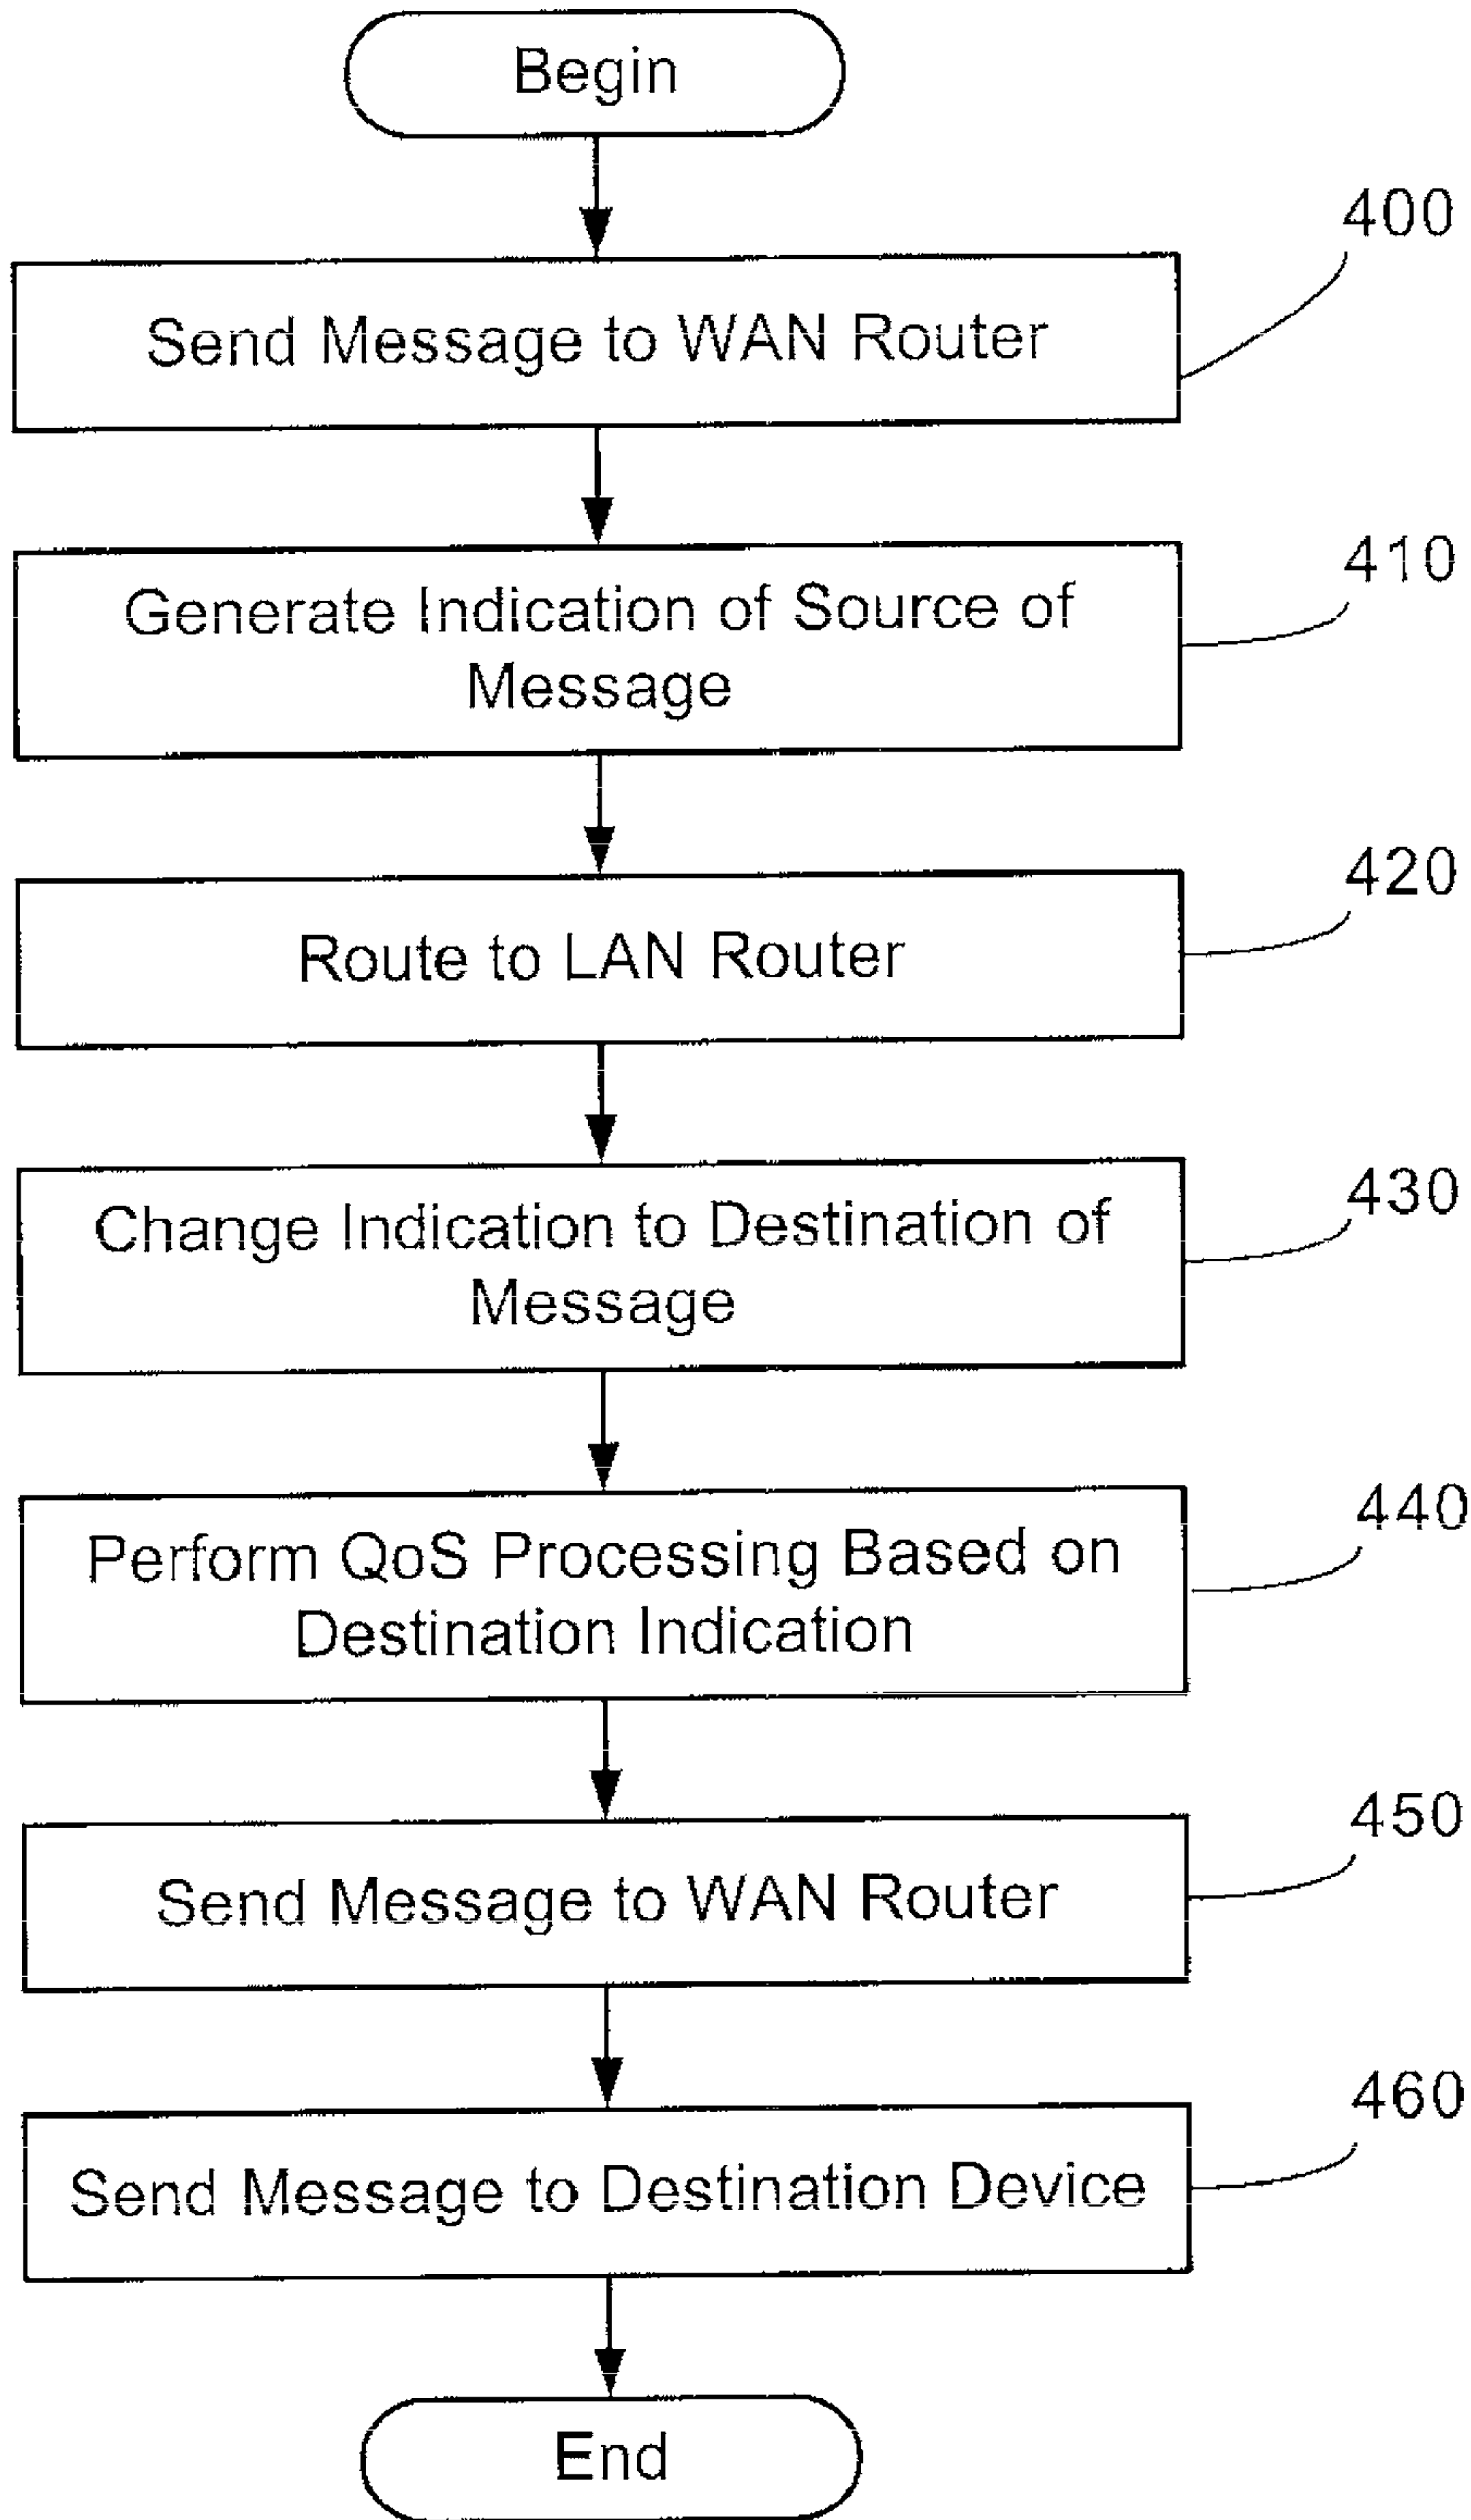 Begin
400
Send Message to WAN Router
410
Generate Indication of Source of
Message
420
Route to LAN Router
430
Change Indication to Destination of
Message
440
Perform QoS Processing Based on
Destination Indication
450
Send Message to WAN Router
460
Send Message to Destination Device
End